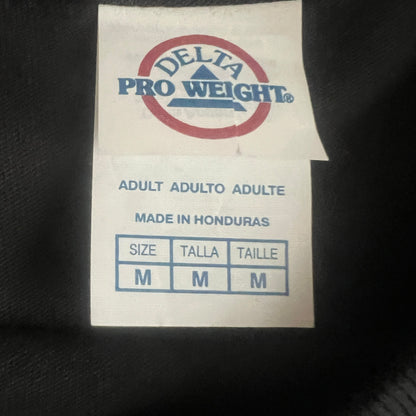 DELTA
PRO WEIGHT®
ADULT ADULTO ADULTE
MADE IN HONDURAS
SIZE TALLA TAILLE
M M M